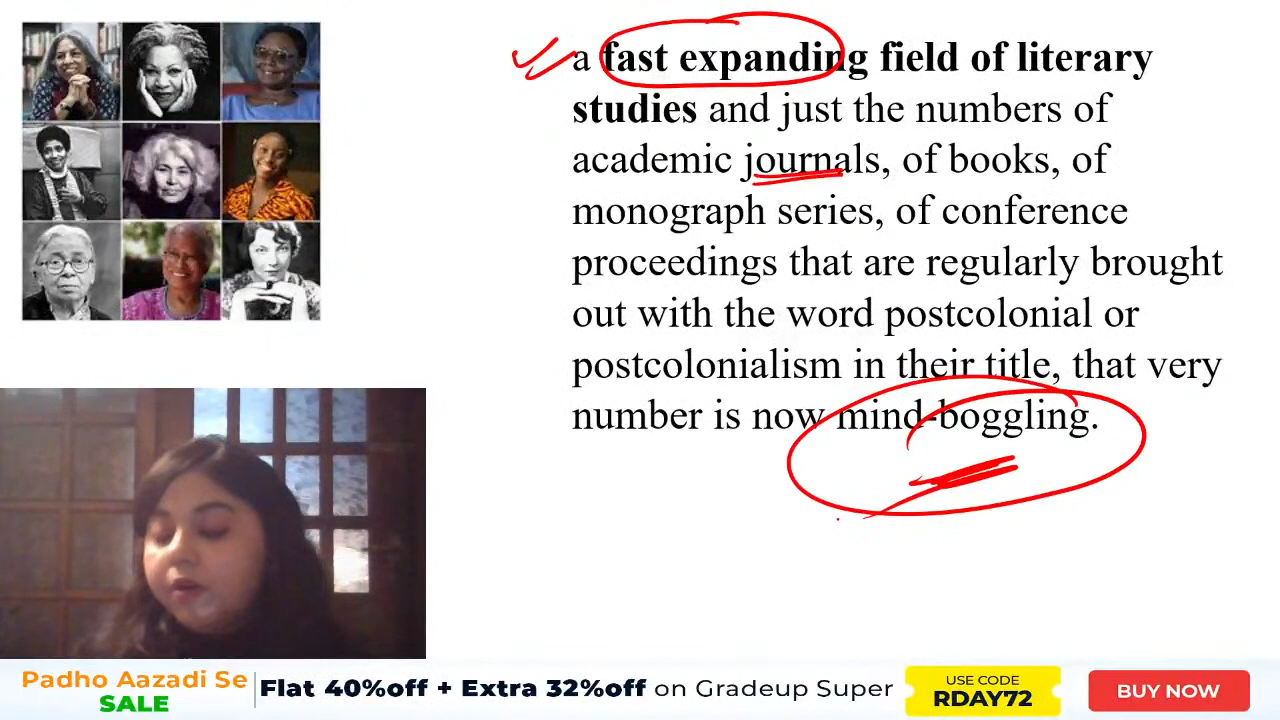 a fast expanding field of literary
studies and just the numbers of
academic journals, of books, of
monograph series, of conference
proceedings that are regularly brought
out with the word postcolonial or
postcolonialism in their title, that very
number is now mind-boggling.
Padho Aazadi Se
SALE
Flat 40%off + Extra 32%off on Gradeup Super
USE CODE
RDAY72
BUY NOW